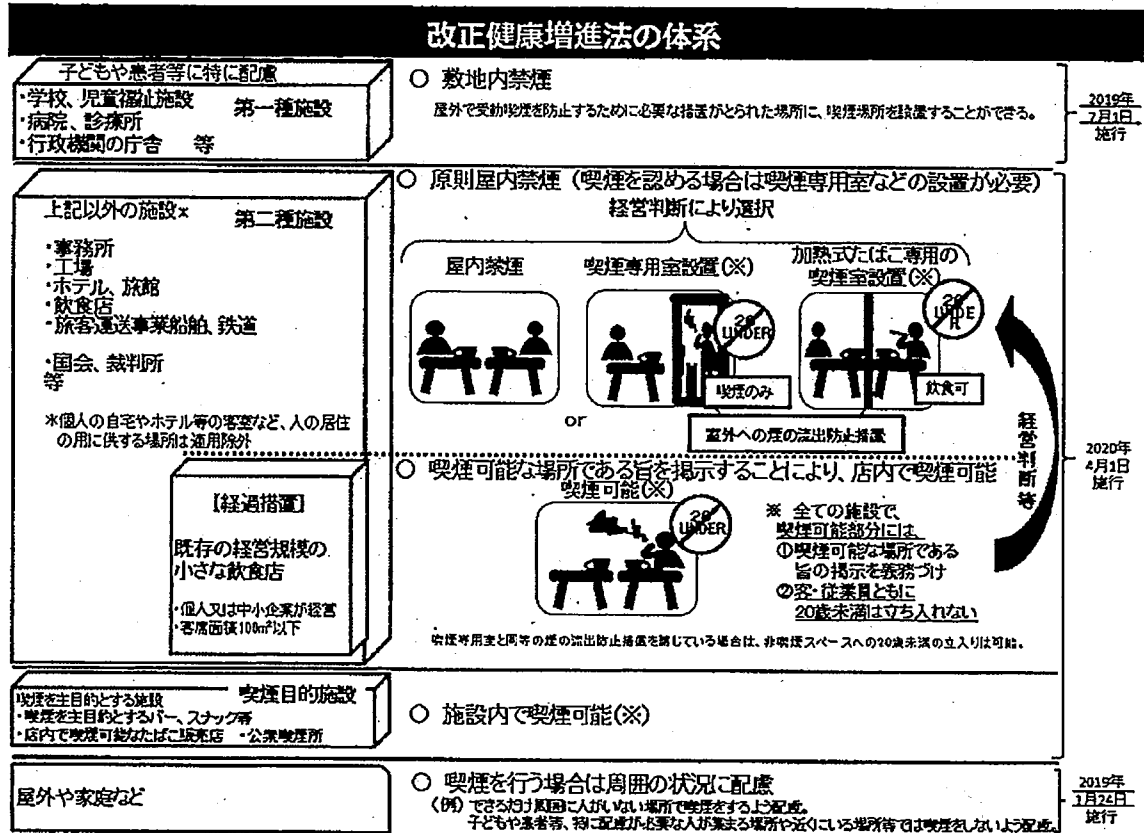 改正健康増進法の体系
子どもや患者等に特に配慮
・学校、児童福祉施設
第一種施設
・病院、診療所
・行政機関の庁舎 等
○ 敷地内禁煙
屋外で受動喫煙を防止するために必要な措置がとられた場所に、喫煙場所を設置することができる。
2019年
7月1日
施行
上記以外の施設※
第二種施設
・事務所
・工場
・ホテル、旅館
・飲食店
・旅客運送事業船舶、鉄道
・国会、裁判所
等
※個人の自宅やホテル等の客室など、人の居住
の用に供する場所は適用除外
○ 原則屋内禁煙(喫煙を認める場合は喫煙専用室などの設置が必要)
経営判断により選択
屋内禁煙
喫煙専用室設置(※)
加熱式たばこ専用の
喫煙室設置(※)
20
UNDER
20
UNDE
R
喫煙のみ
飲食可
or
室外への煙の流出防止措置
経営判断等
2020年
4月1日
施行
【経過措置】
既存の経営規模の
小さな飲食店
・個人又は中小企業が経営
・客席面積100㎡以下
○ 喫煙可能な場所である旨を掲示することにより、店内で喫煙可能
喫煙可能(※)
20
UNDER
※ 全ての施設で、
喫煙可能部分には、
①喫煙可能な場所である
旨の掲示を義務づけ
②客・従業員ともに
20歳未満は立ち入れない
喫煙専用室と同等の煙の流出防止措置を講じている場合は、非喫煙スペースへの20歳未満の立入りは可能。
喫煙目的施設
喫煙を主目的とする施設
・喫煙を主目的とするバー、スナック等
・店内で喫煙可能なたばこ販売店 ・公衆喫煙所
○ 施設内で喫煙可能(※)
屋外や家庭など
○ 喫煙を行う場合は周囲の状況に配慮
(例) できるだけ周囲に人がいない場所で喫煙をするよう配慮。
子どもや患者等、特に配慮が必要な人が集まる場所や近くにいる場所等では喫煙をしないよう配慮。
2019年
1月24日
施行